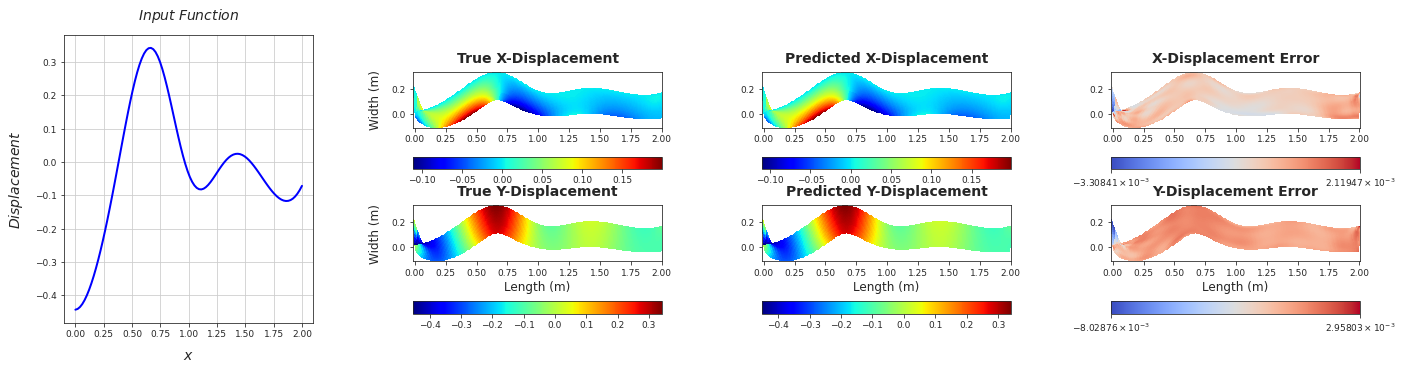 Input Function
Displacement
0.3
0.2
0.1
0.0
−0.1
−0.2
−0.3
−0.4
0.00 0.25 0.50 0.75 1.00 1.25 1.50 1.75 2.00
x
True X-Displacement
Width (m)
0.2
0.0
0.00 0.25 0.50 0.75 1.00 1.25 1.50 1.75 2.00
−0.10 −0.05 0.00 0.05 0.10 0.15
Predicted X-Displacement
0.2
0.0
0.00 0.25 0.50 0.75 1.00 1.25 1.50 1.75 2.00
−0.10 −0.05 0.00 0.05 0.10 0.15
X-Displacement Error
0.2
0.0
0.00 0.25 0.50 0.75 1.00 1.25 1.50 1.75 2.00
−3.30841 × 10⁻³ 2.11947 × 10⁻³
True Y-Displacement
Width (m)
0.2
0.0
0.00 0.25 0.50 0.75 1.00 1.25 1.50 1.75 2.00
Length (m)
−0.4 −0.3 −0.2 −0.1 0.0 0.1 0.2 0.3
Predicted Y-Displacement
0.2
0.0
0.00 0.25 0.50 0.75 1.00 1.25 1.50 1.75 2.00
Length (m)
−0.4 −0.3 −0.2 −0.1 0.0 0.1 0.2 0.3
Y-Displacement Error
0.2
0.0
0.00 0.25 0.50 0.75 1.00 1.25 1.50 1.75 2.00
Length (m)
−8.02876 × 10⁻³ 2.95803 × 10⁻³